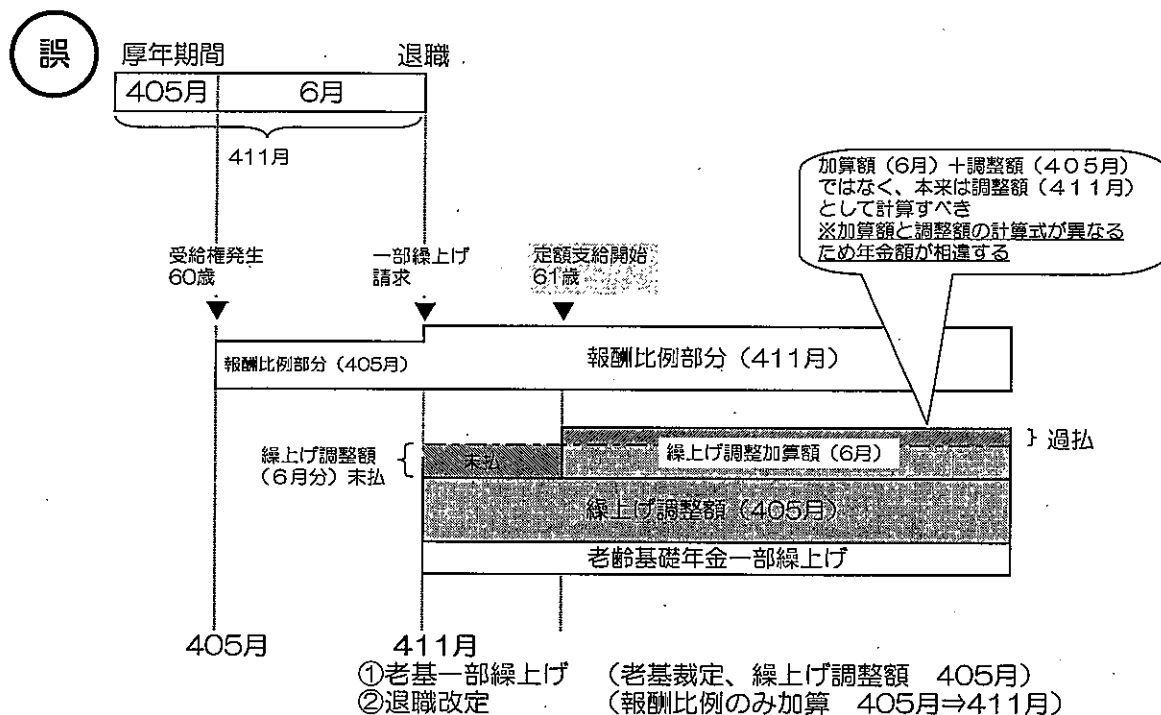 誤
厚年期間
退職
405月
6月
411月
加算額（6月）＋調整額（405月）
ではなく、本来は調整額（411月）
として計算すべき
※加算額と調整額の計算式が異なる
ため年金額が相違する
受給権発生
60歳
一部繰上げ
請求
定額支給開始
61歳
報酬比例部分（405月）
報酬比例部分（411月）
繰上げ調整額
（6月分）未払
未払
繰上げ調整加算額（6月）
過払
繰上げ調整額（405月）
老齢基礎年金一部繰上げ
405月
411月
①老基一部繰上げ　（老基裁定、繰上げ調整額　405月）
②退職改定　（報酬比例のみ加算　405月⇒411月）